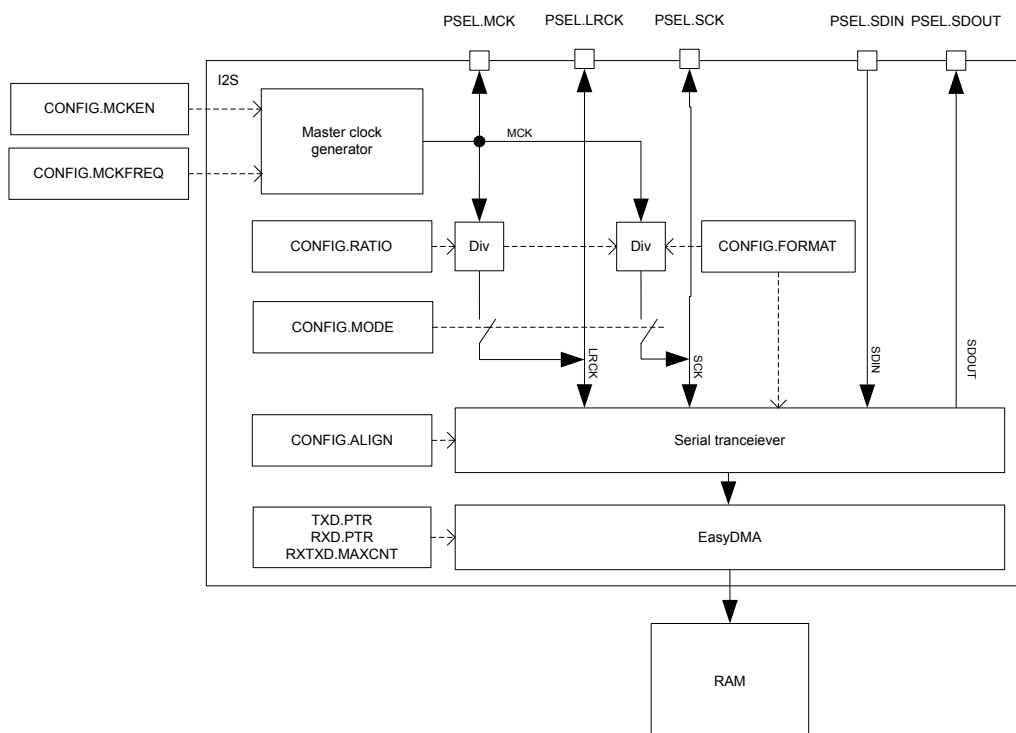 PSEL.MCK
PSEL.LRCK
PSEL.SCK
PSEL.SDIN
PSEL.SDOUT
I2S
CONFIG.MCKEN
CONFIG.MCKFREQ
Master clock
generator
MCK
CONFIG.RATIO
Div
Div
CONFIG.FORMAT
CONFIG.MODE
LRCK
SCK
SDIN
SDOUT
CONFIG.ALIGN
Serial tranceiever
TXD.PTR
RXD.PTR
RXTXD.MAXCNT
EasyDMA
RAM